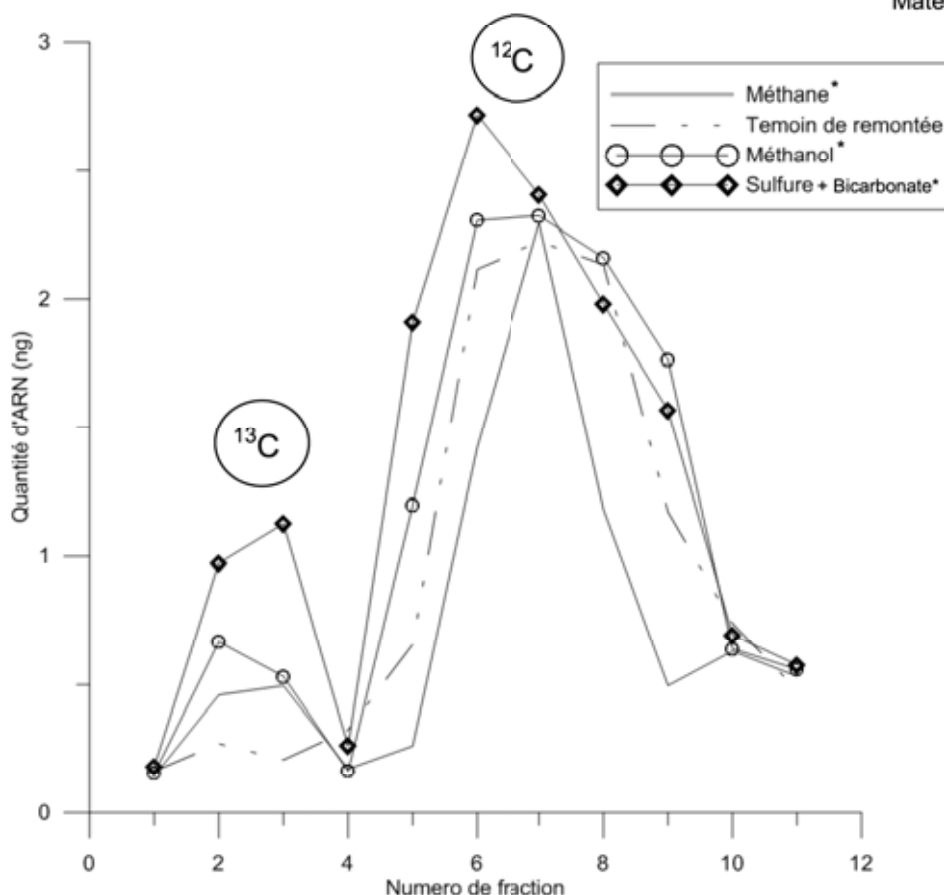 Maté
3
12C
Méthane*
Temoin de remontée
Méthanol*
Sulfure + Bicarbonate*
2
Quantité d'ARN (ng)
13C
1
0
0 2 4 6 8 10 12
Numero de fraction